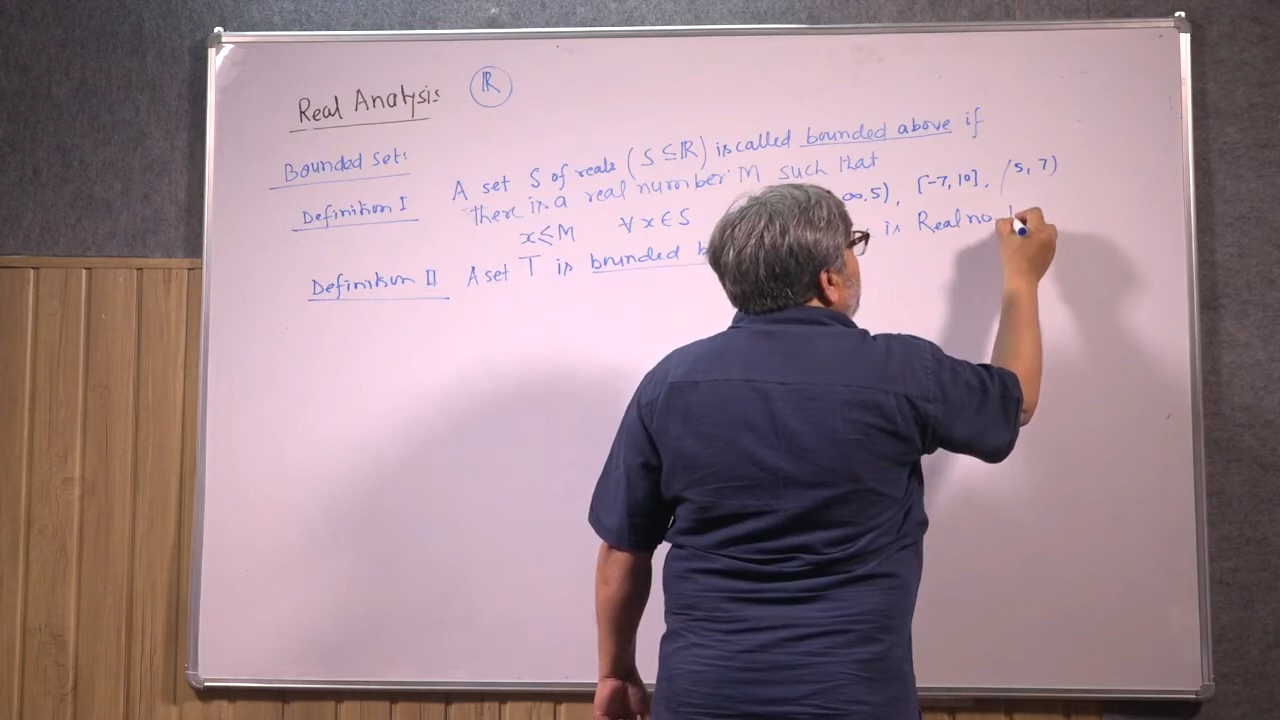 Real Analysis ℝ
Bounded Set:
Definition I A set S of reals (S ⊆ ℝ) is called bounded above if
there is a real number M such that
x ≤ M ∀ x ∈ S ∞, 5), [-7, 10], (5, 7)
Definition II A set T is bounded is Real no